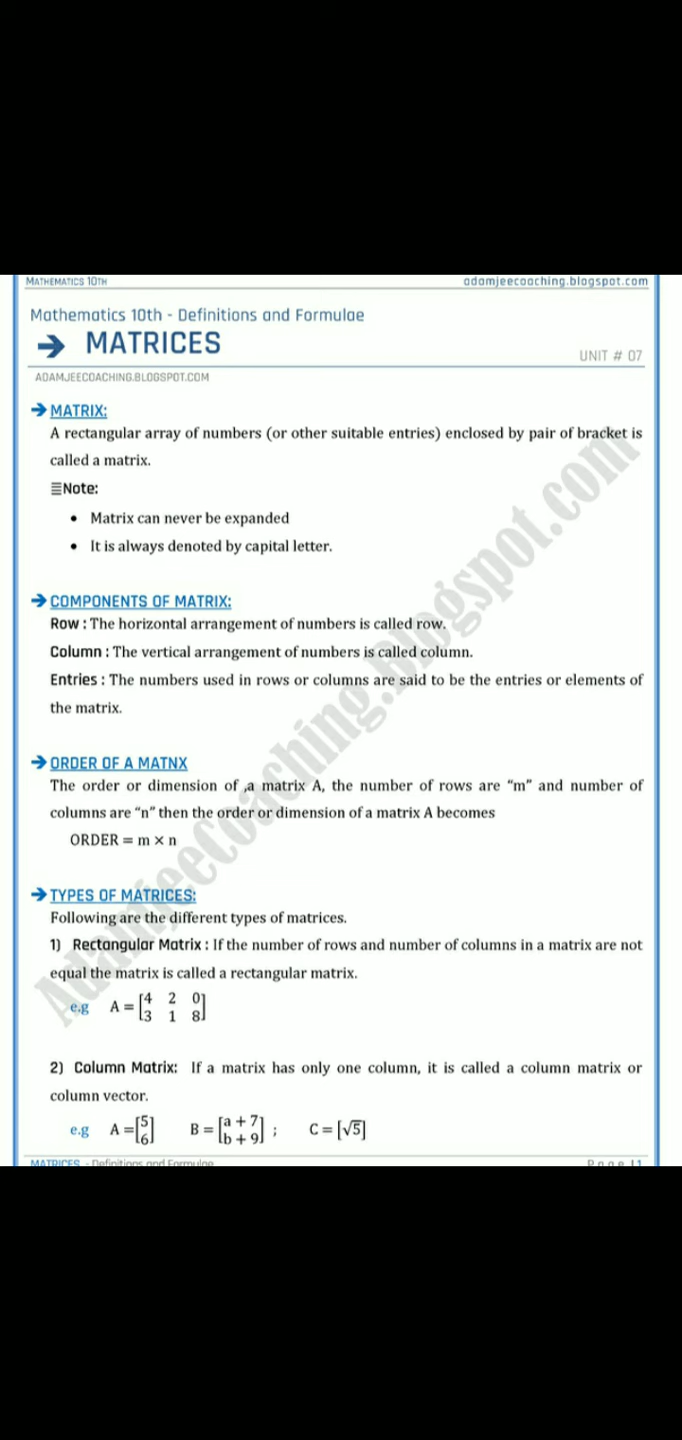 MATHEMATICS 10TH adamjeecoaching.blogspot.com
Mathematics 10th - Definitions and Formulae
➔ MATRICES
UNIT # 07
ADAMJEECOACHING.BLOGSPOT.COM
➔ MATRIX:
A rectangular array of numbers (or other suitable entries) enclosed by pair of bracket is
called a matrix.
≣Note:
• Matrix can never be expanded
• It is always denoted by capital letter.
➔ COMPONENTS OF MATRIX:
Row : The horizontal arrangement of numbers is called row.
Column : The vertical arrangement of numbers is called column.
Entries : The numbers used in rows or columns are said to be the entries or elements of
the matrix.
➔ ORDER OF A MATNX
The order or dimension of ,a matrix A, the number of rows are “m” and number of
columns are “n” then the order or dimension of a matrix A becomes
ORDER = m × n
➔ TYPES OF MATRICES:
Following are the different types of matrices.
1) Rectangular Matrix : If the number of rows and number of columns in a matrix are not
equal the matrix is called a rectangular matrix.
e.g A = [4 2 0
3 1 8]
2) Column Matrix: If a matrix has only one column, it is called a column matrix or
column vector.
e.g A =[5 B = [a + 7 ; C = [√5]
6] b + 9]
MATRICES - Definitions and Formulae Page | 1
AdamjeeCoaching.blogspot.com